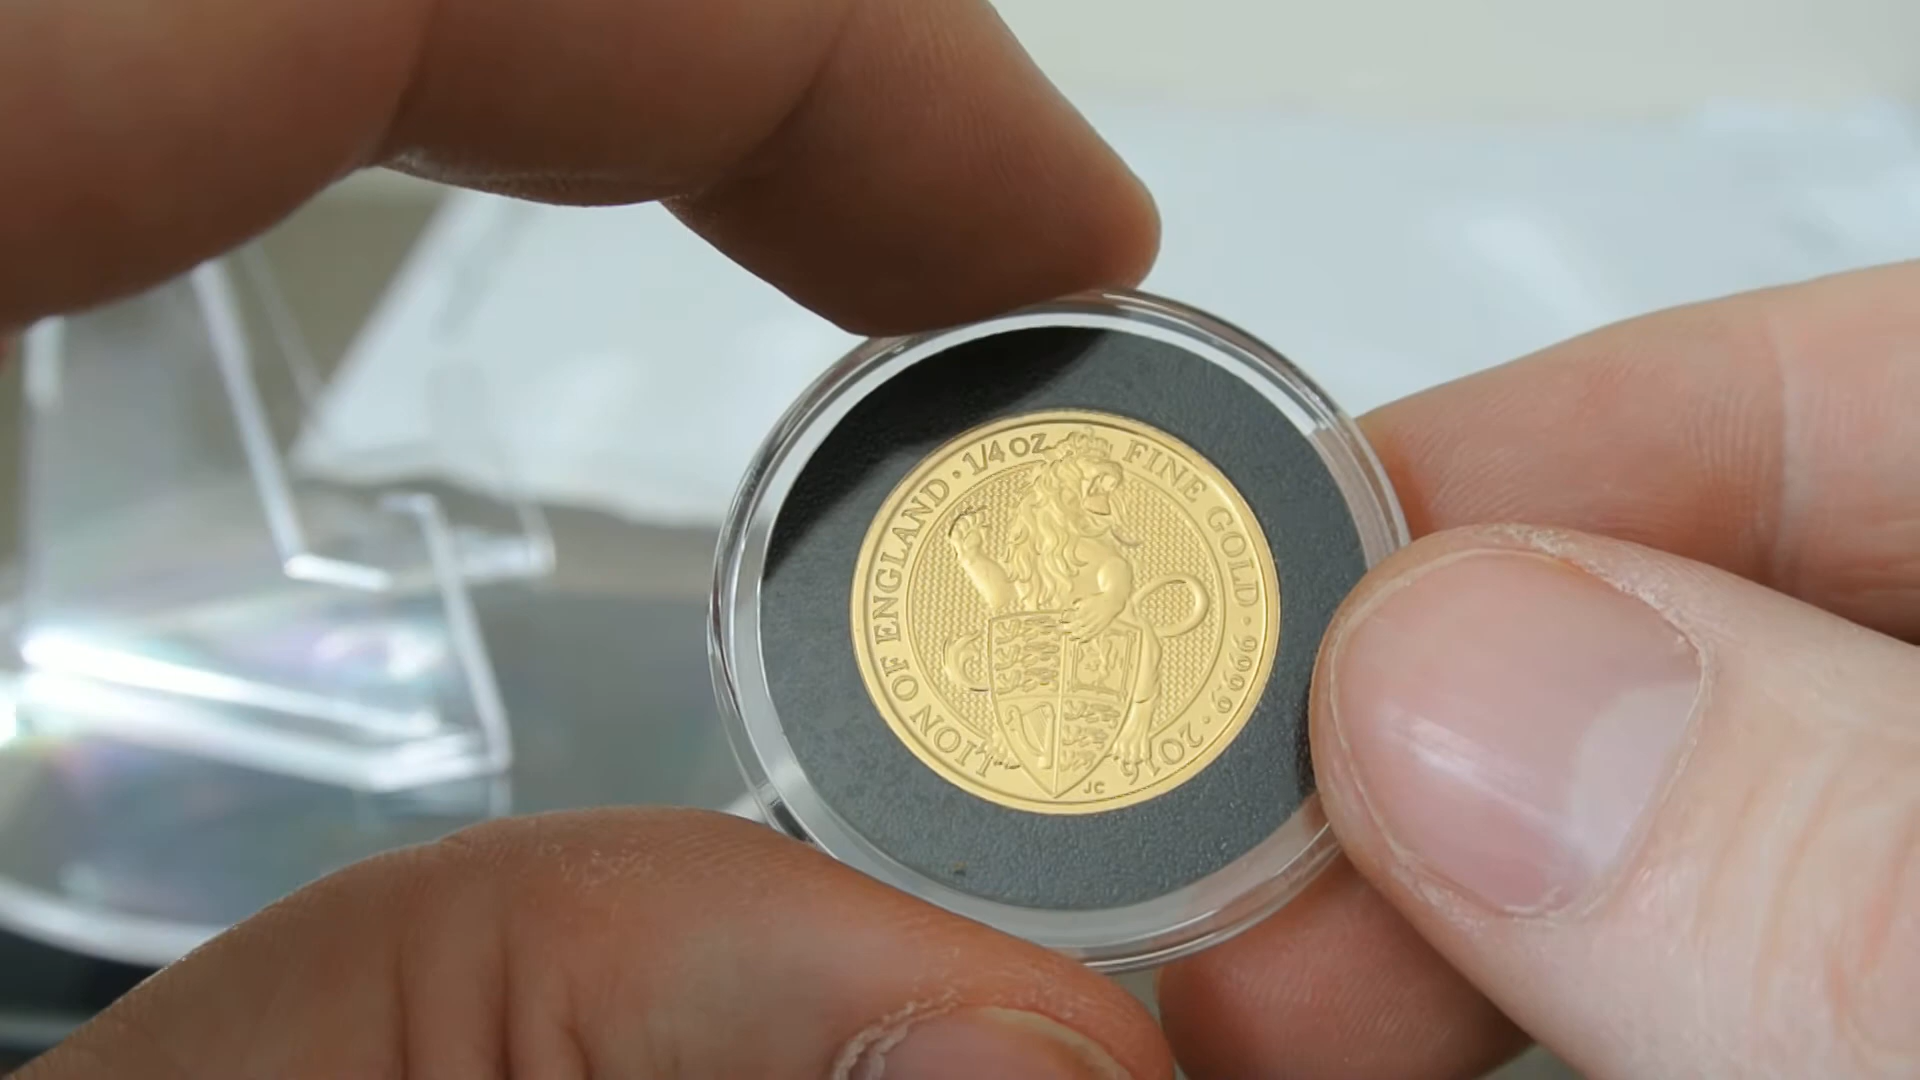 LION OF ENGLAND · 1/4 OZ FINE GOLD · 9999 · 2016
JC